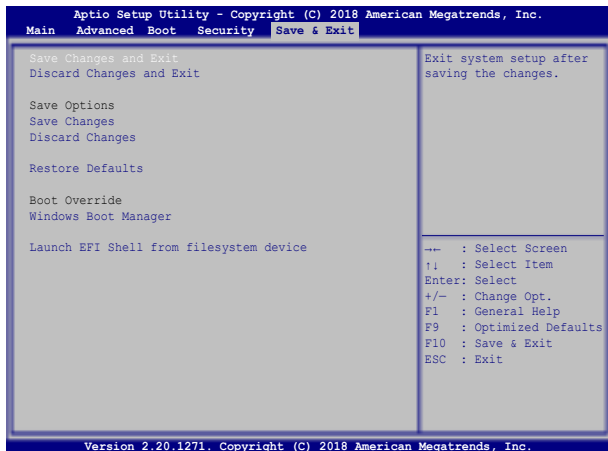 Aptio Setup Utility - Copyright (C) 2018 American Megatrends, Inc.
Main Advanced Boot Security Save & Exit
Save Changes and Exit
Discard Changes and Exit
Save Options
Save Changes
Discard Changes
Restore Defaults
Boot Override
Windows Boot Manager
Launch EFI Shell from filesystem device
Exit system setup after
saving the changes.
→← : Select Screen
↑↓ : Select Item
Enter: Select
+/— : Change Opt.
F1 : General Help
F9 : Optimized Defaults
F10 : Save & Exit
ESC : Exit
Version 2.20.1271. Copyright (C) 2018 American Megatrends, Inc.